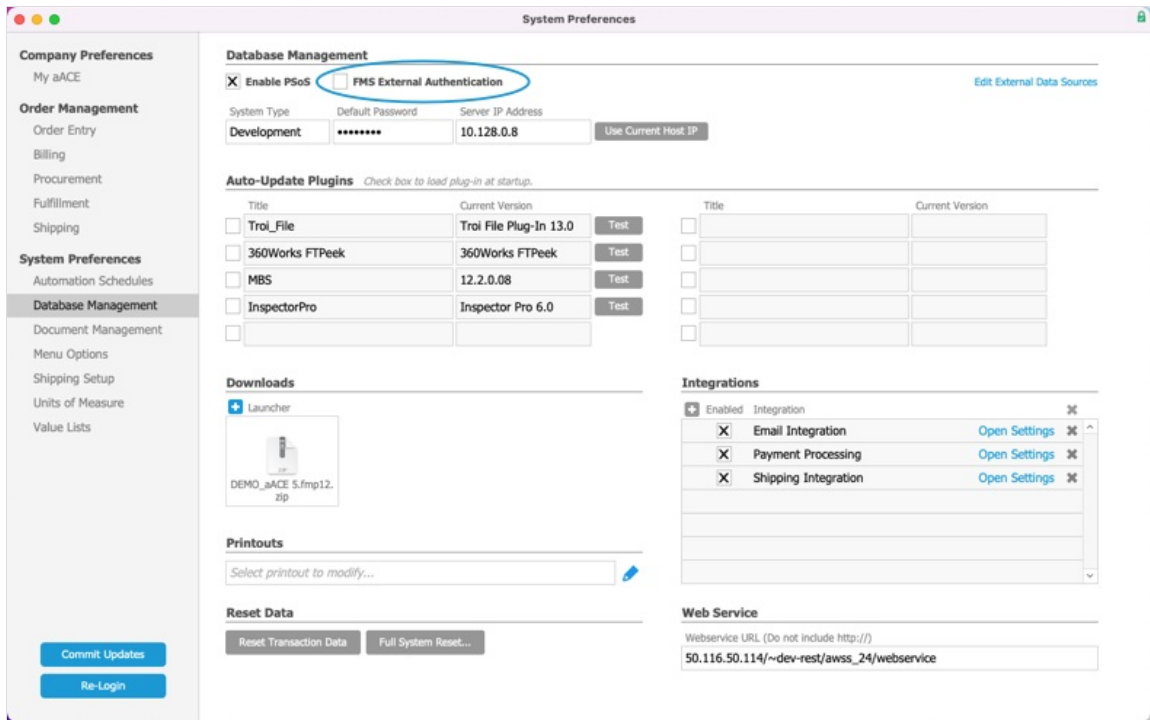 System Preferences
Company Preferences
My aACE
Order Management
Order Entry
Billing
Procurement
Fulfillment
Shipping
System Preferences
Automation Schedules
Database Management
Document Management
Menu Options
Shipping Setup
Units of Measure
Value Lists
Commit Updates
Re-Login
Database Management
X Enable PSoS FMS External Authentication Edit External Data Sources
System Type Default Password Server IP Address
Development •••••••• 10.128.0.8 Use Current Host IP
Auto-Update Plugins Check box to load plug-in at startup.
Title Current Version Title Current Version
Troi_File Troi File Plug-In 13.0 Test
360Works FTPeek 360Works FTPeek Test
MBS 12.2.0.08 Test
InspectorPro Inspector Pro 6.0 Test
Downloads
Launcher
ZIP
DEMO_aACE 5.fmp12.
zip
Printouts
Select printout to modify...
Reset Data
Reset Transaction Data Full System Reset...
Integrations
Enabled Integration
X Email Integration Open Settings
X Payment Processing Open Settings
X Shipping Integration Open Settings
Web Service
Webservice URL (Do not include http://)
50.116.50.114/~dev-rest/awss_24/webservice